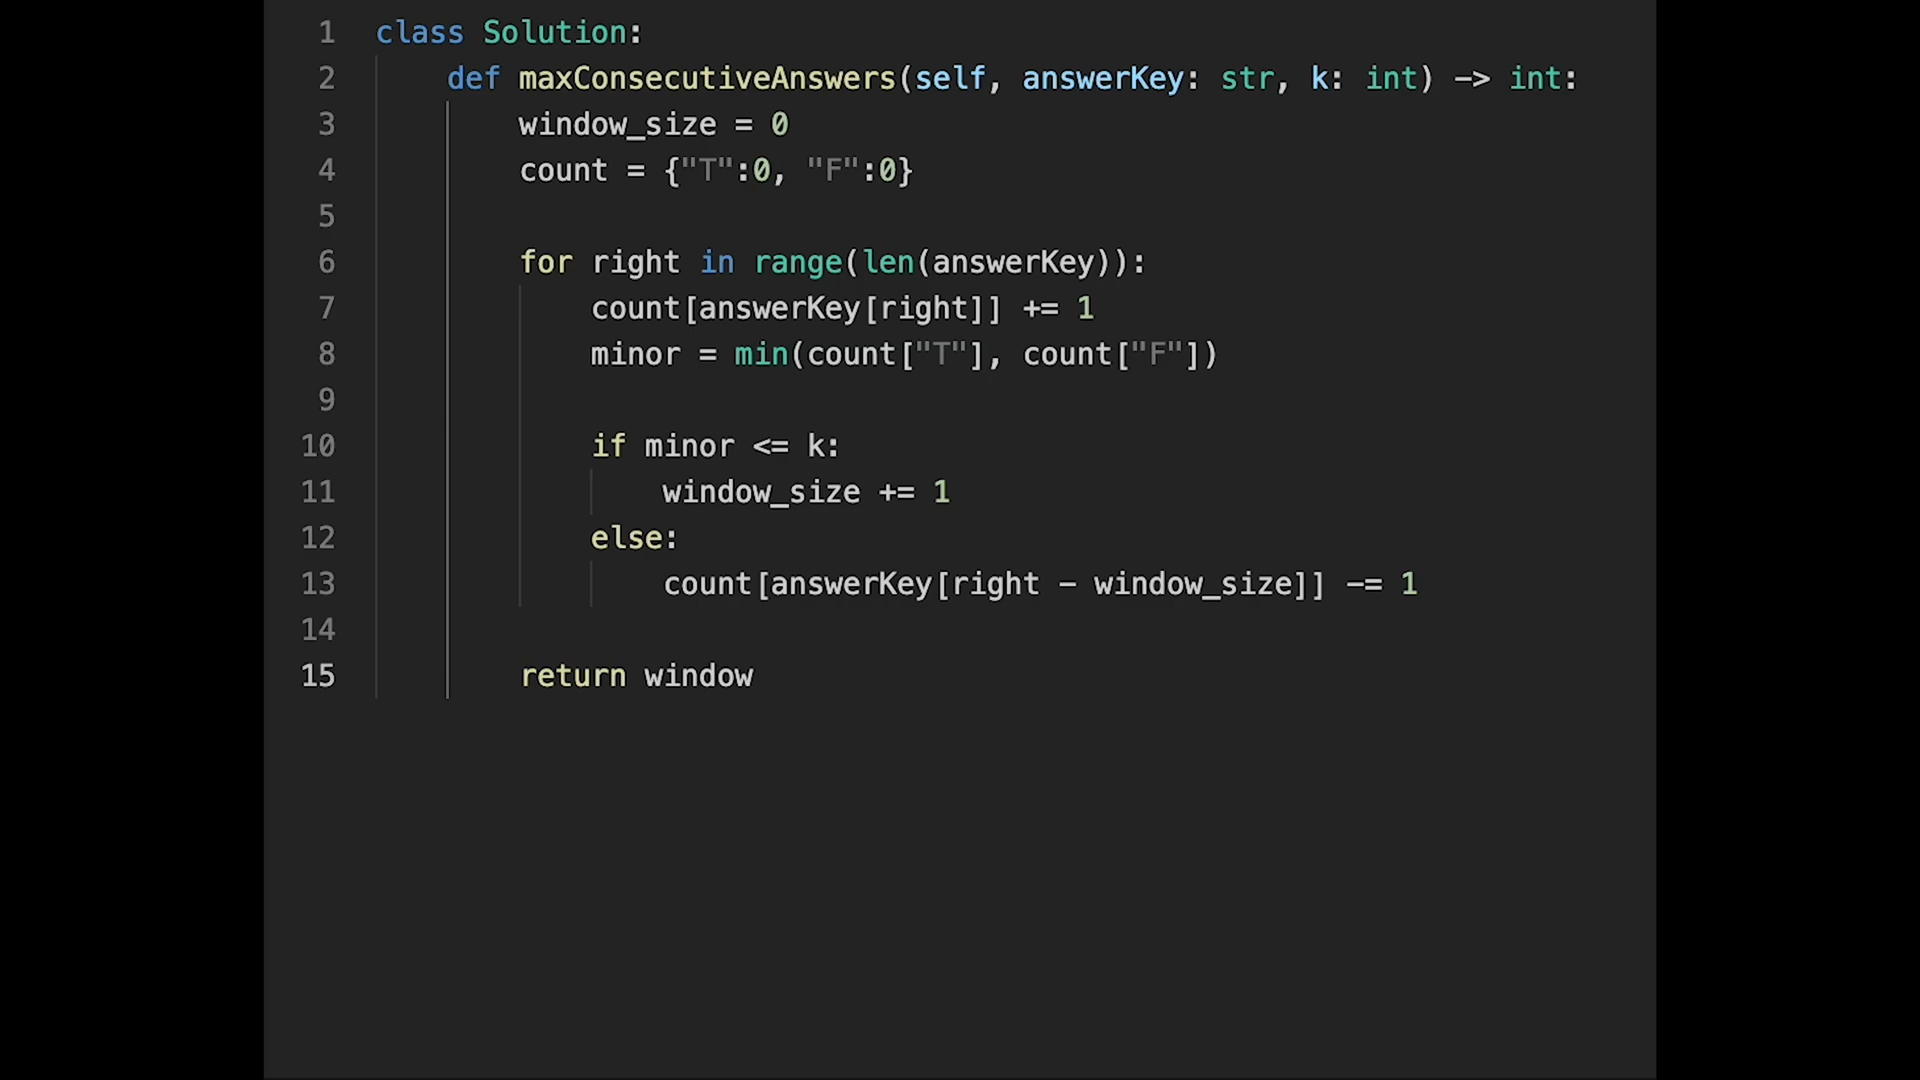 1 class Solution:
2 def maxConsecutiveAnswers(self, answerKey: str, k: int) -> int:
3 window_size = 0
4 count = {"T":0, "F":0}
5
6 for right in range(len(answerKey)):
7 count[answerKey[right]] += 1
8 minor = min(count["T"], count["F"])
9
10 if minor <= k:
11 window_size += 1
12 else:
13 count[answerKey[right - window_size]] -= 1
14
15 return window